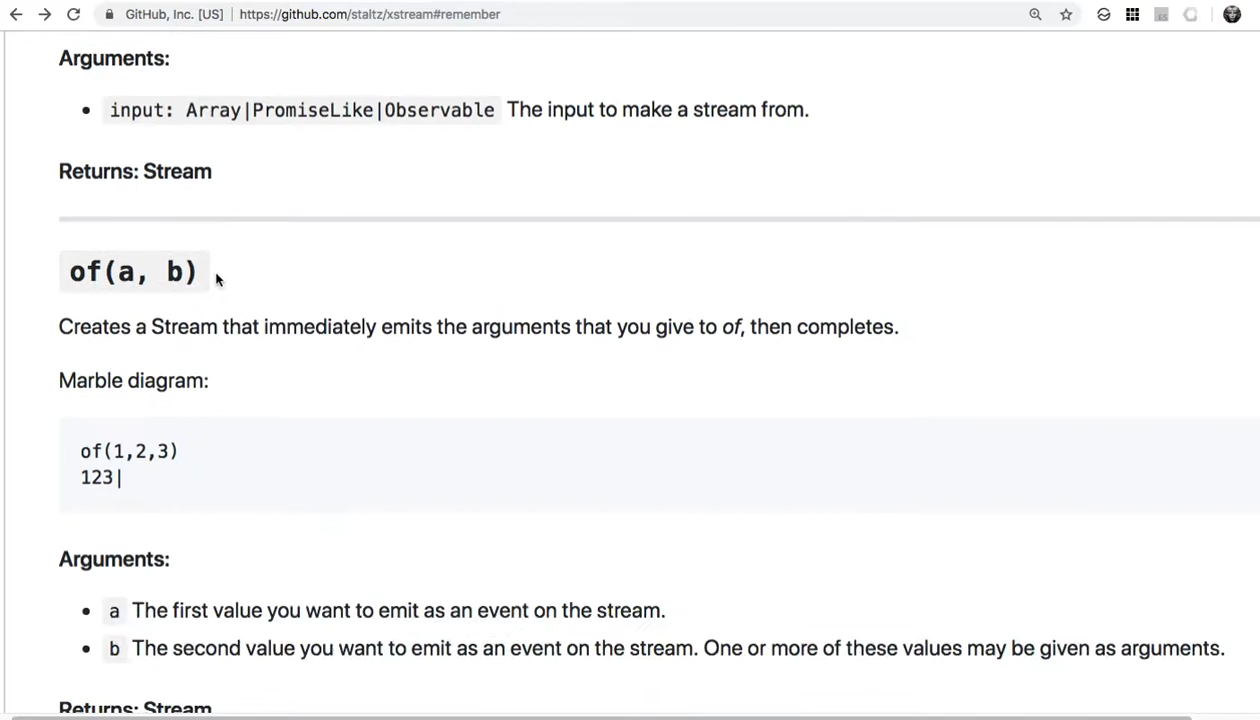 GitHub, Inc. [US] | https://github.com/staltz/xstream#remember
Arguments:
• input: Array|PromiseLike|Observable The input to make a stream from.
Returns: Stream
of(a, b)
Creates a Stream that immediately emits the arguments that you give to of, then completes.
Marble diagram:
of(1,2,3)
123|
Arguments:
• a The first value you want to emit as an event on the stream.
• b The second value you want to emit as an event on the stream. One or more of these values may be given as arguments.
Returns: Stream